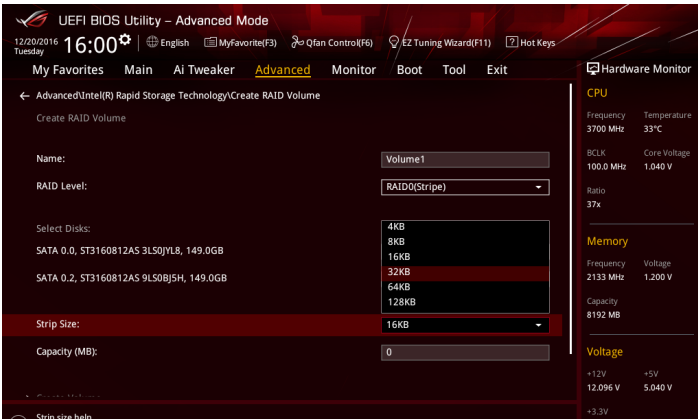 UEFI BIOS Utility – Advanced Mode
12/20/2016 Tuesday 16:00 English MyFavorite(F3) Qfan Control(F6) EZ Tuning Wizard(F11) ? Hot Keys
My Favorites Main Ai Tweaker Advanced Monitor Boot Tool Exit
Hardware Monitor
← Advanced\Intel(R) Rapid Storage Technology\Create RAID Volume
Create RAID Volume
Name: Volume1
RAID Level: RAID0(Stripe)
Select Disks:
SATA 0.0, ST3160812AS 3LS0JYL8, 149.0GB
SATA 0.2, ST3160812AS 9LS0BJ5H, 149.0GB
4KB
8KB
16KB
32KB
64KB
128KB
Strip Size: 16KB
Capacity (MB): 0
> Create Volume
Strip size help
CPU
Frequency Temperature
3700 MHz 33°C
BCLK Core Voltage
100.0 MHz 1.040 V
Ratio
37x
Memory
Frequency Voltage
2133 MHz 1.200 V
Capacity
8192 MB
Voltage
+12V +5V
12.096 V 5.040 V
+3.3V